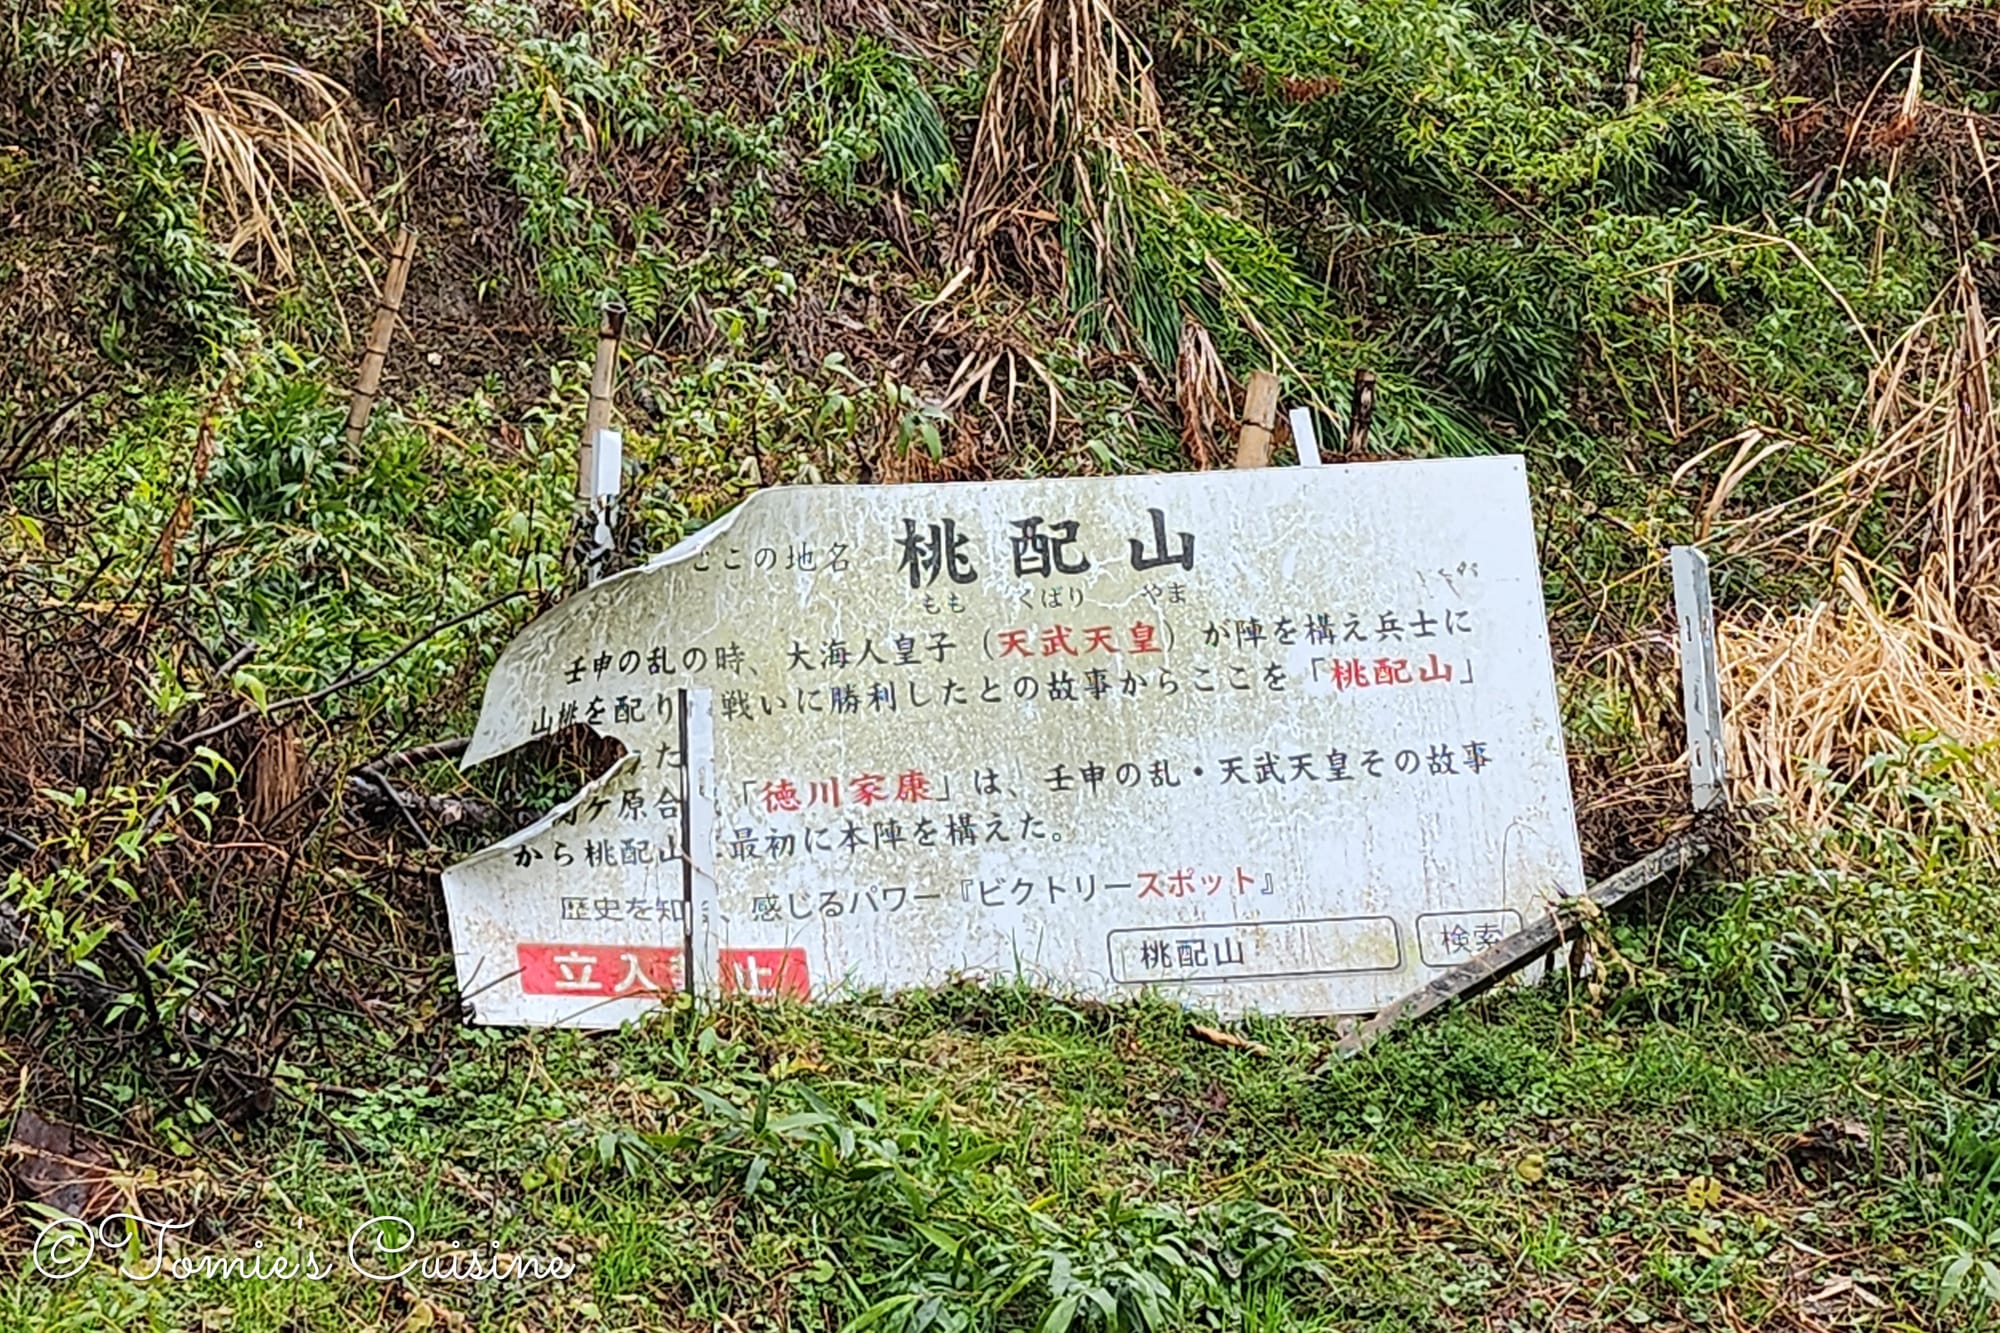 ここの地名 桃配山
もも くばり やま
壬申の乱の時、大海人皇子(天武天皇)が陣を構え兵士に
山桃を配り 戦いに勝利したとの故事からここを「桃配山」
た
ケ原合 「徳川家康」は、壬申の乱・天武天皇その故事
から桃配山 最初に本陣を構えた。
歴史を知 、感じるパワー『ビクトリースポット』
桃配山 検索
立入 止
©Tomie's Cuisine